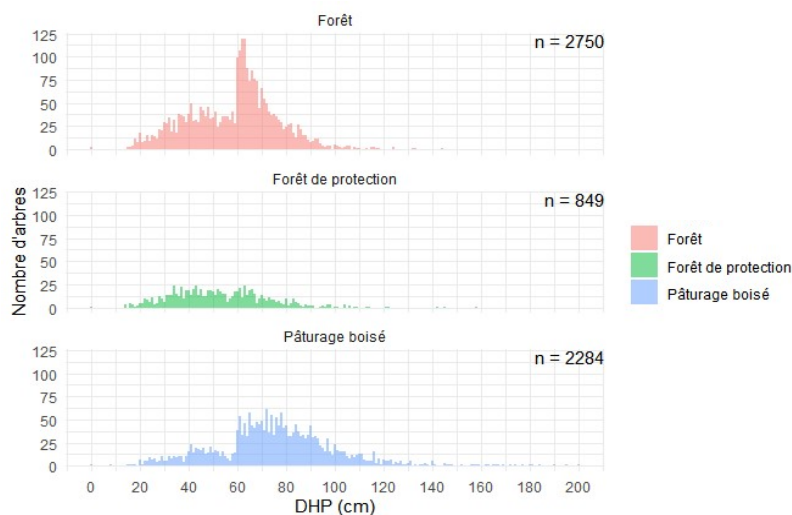 Forêt
n = 2750
125
100
75
50
25
0
Forêt de protection
n = 849
125
100
75
50
25
0
Nombre d'arbres
Pâturage boisé
n = 2284
125
100
75
50
25
0
0 20 40 60 80 100 120 140 160 180 200
DHP (cm)
Forêt
Forêt de protection
Pâturage boisé